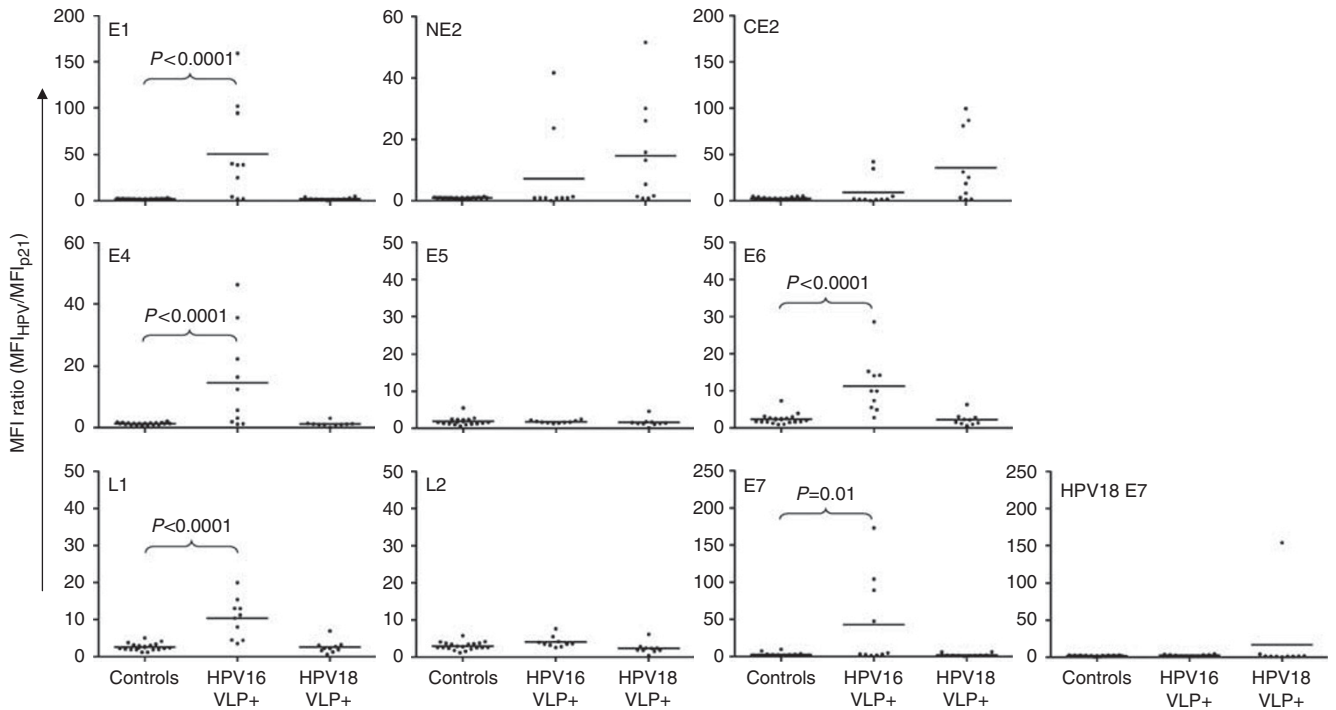 MFI ratio (MFIHPV/MFIp21)
E1
200
150
100
50
0
P<0.0001
NE2
60
40
20
0
CE2
200
150
100
50
0
E4
60
40
20
0
P<0.0001
E5
50
40
30
20
10
0
E6
50
40
30
20
10
0
P<0.0001
L1
50
40
30
20
10
0
P<0.0001
Controls
HPV16
VLP+
HPV18
VLP+
L2
50
40
30
20
10
0
Controls
HPV16
VLP+
HPV18
VLP+
E7
250
200
150
100
50
0
P=0.01
Controls
HPV16
VLP+
HPV18
VLP+
HPV18 E7
250
200
150
100
50
0
Controls
HPV16
VLP+
HPV18
VLP+